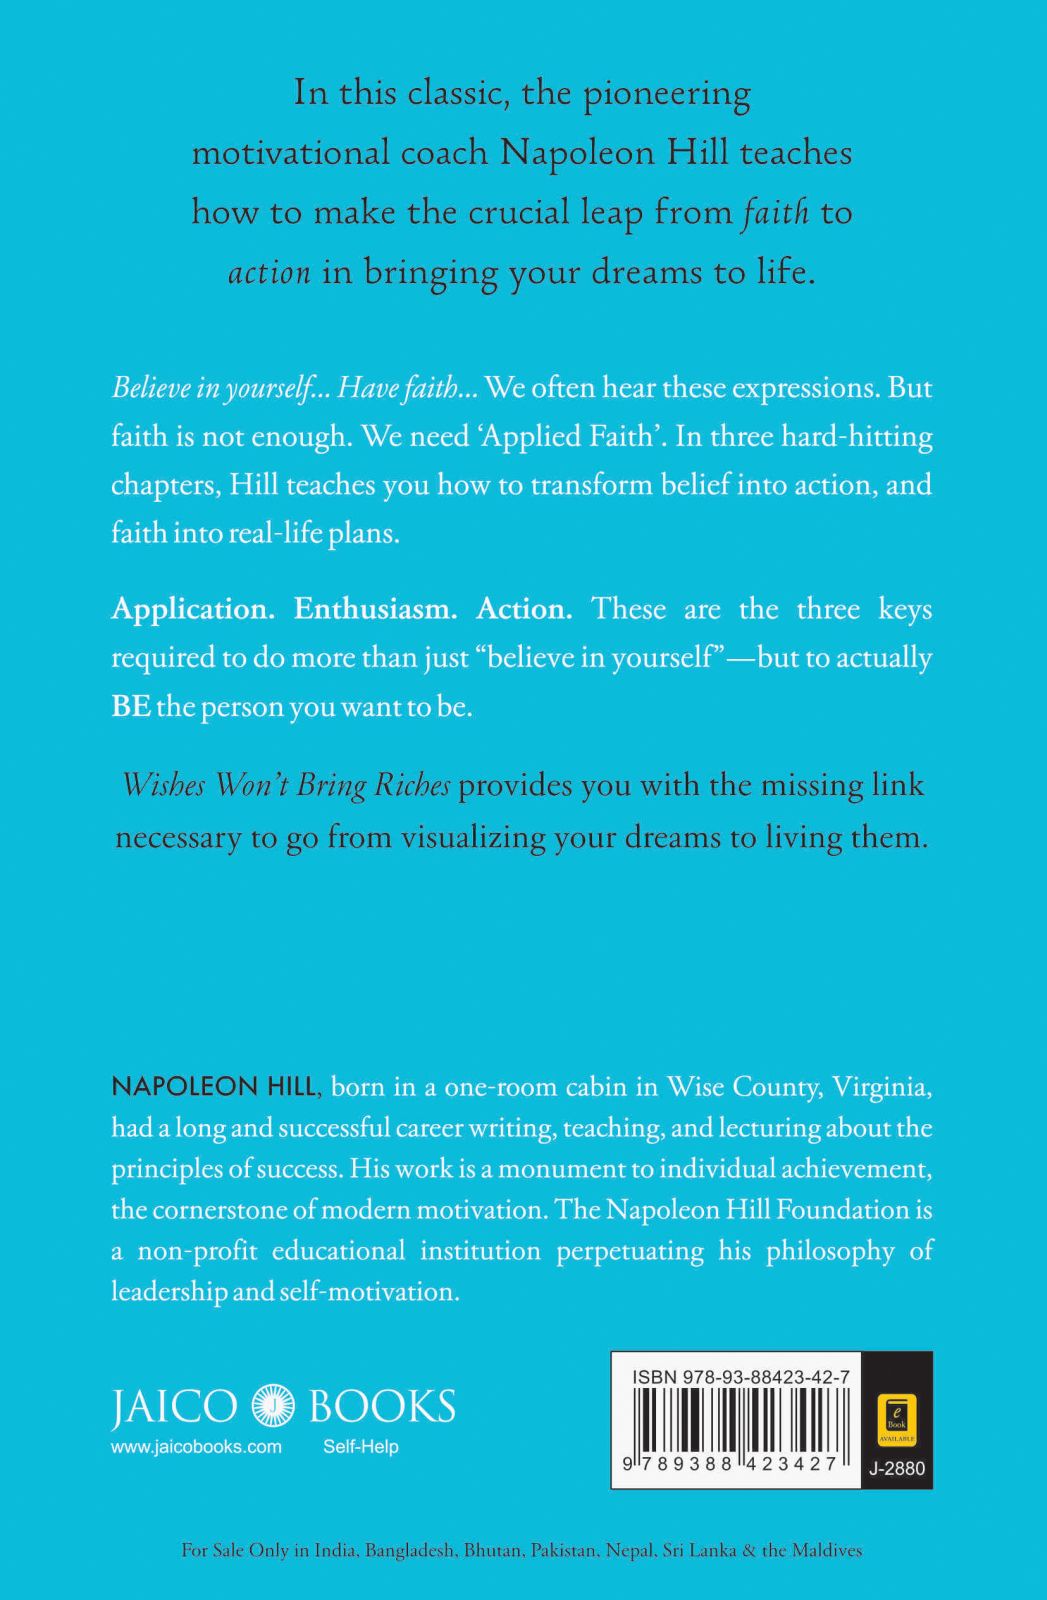 In this classic, the pioneering
motivational coach Napoleon Hill teaches
how to make the crucial leap from faith to
action in bringing your dreams to life.
Believe in yourself... Have faith... We often hear these expressions. But
faith is not enough. We need ‘Applied Faith’. In three hard-hitting
chapters, Hill teaches you how to transform belief into action, and
faith into real-life plans.
Application. Enthusiasm. Action. These are the three keys
required to do more than just “believe in yourself”—but to actually
BE the person you want to be.
Wishes Won’t Bring Riches provides you with the missing link
necessary to go from visualizing your dreams to living them.
NAPOLEON HILL, born in a one-room cabin in Wise County, Virginia,
had a long and successful career writing, teaching, and lecturing about the
principles of success. His work is a monument to individual achievement,
the cornerstone of modern motivation. The Napoleon Hill Foundation is
a non-profit educational institution perpetuating his philosophy of
leadership and self-motivation.
JAICO J BOOKS
www.jaicobooks.com Self-Help
ISBN 978-93-88423-42-7
9 789388 423427
e
Book
AVAILABLE
J-2880
For Sale Only in India, Bangladesh, Bhutan, Pakistan, Nepal, Sri Lanka & the Maldives